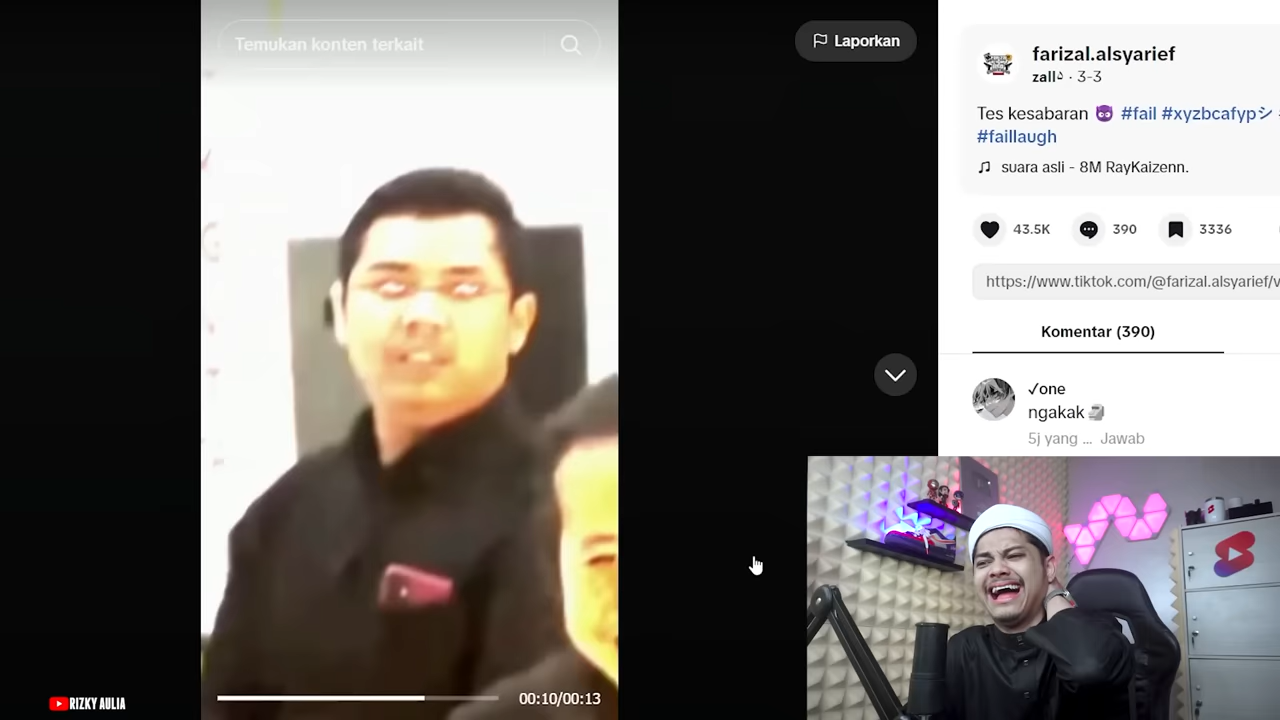 Temukan konten terkait
Laporkan
farizal.alsyarief
zall · 3-3
Tes kesabaran 😈 #fail #xyzbcafypシ
#faillaugh
suara asli - 8M RayKaizenn.
43.5K
390
3336
https://www.tiktok.com/@farizal.alsyarief/v
Komentar (390)
✓one
ngakak🗿
5j yang ... Jawab
00:10/00:13
RIZKY AULIA